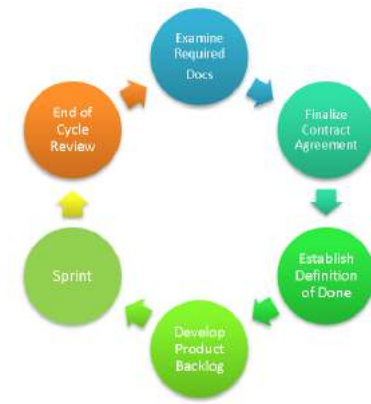 Examine
Required
Docs
Finalize
Contract
Agreement
Establish
Definition
of Done
Develop
Product
Backlog
Sprint
End of
Cycle
Review